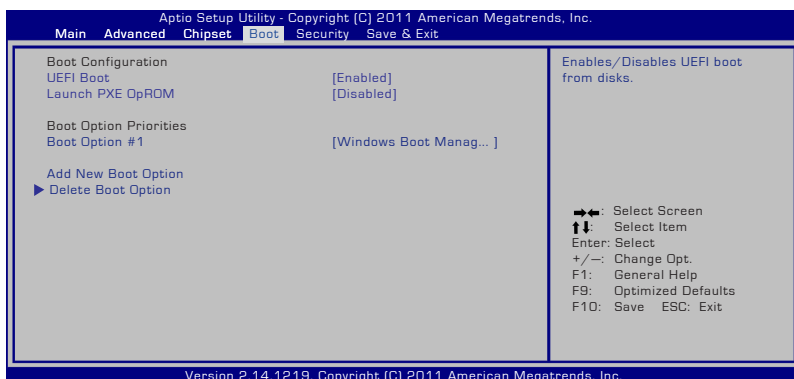 Aptio Setup Utility - Copyright (C) 2011 American Megatrends, Inc.
Main Advanced Chipset Boot Security Save & Exit
Boot Configuration
UEFI Boot [Enabled]
Launch PXE OpROM [Disabled]
Boot Option Priorities
Boot Option #1 [Windows Boot Manag... ]
Add New Boot Option
Delete Boot Option
Enables/Disables UEFI boot
from disks.
→←: Select Screen
↑↓: Select Item
Enter: Select
+/—: Change Opt.
F1: General Help
F9: Optimized Defaults
F10: Save ESC: Exit
Version 2.14.1219. Copyright (C) 2011 American Megatrends, Inc.